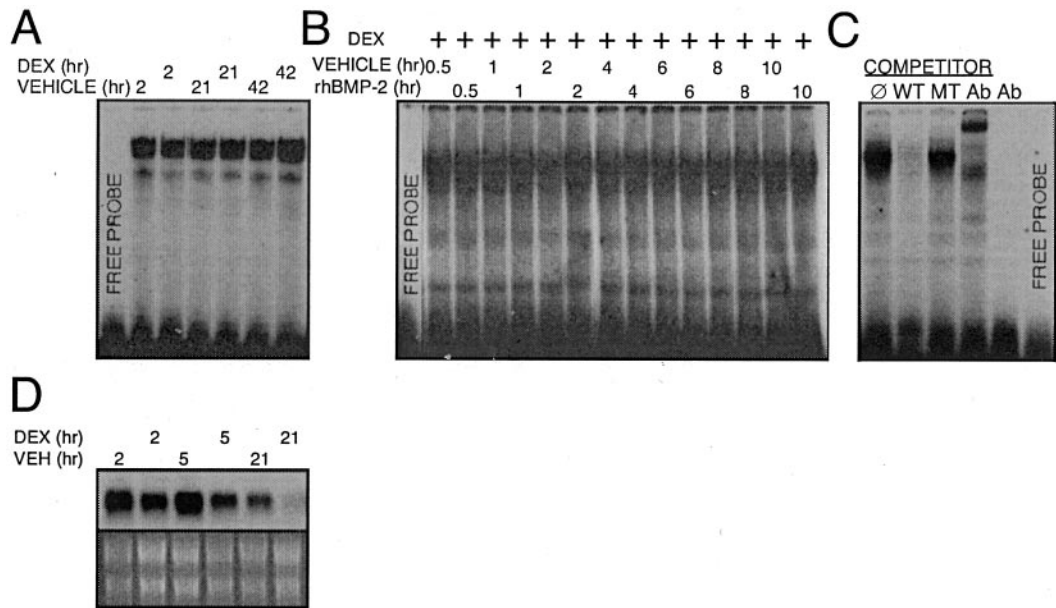 A
DEX (hr) 2 21 42
VEHICLE (hr) 2 21 42
FREE PROBE
B
DEX + + + + + + + + + + + + + +
VEHICLE (hr) 0.5 1 2 4 6 8 10
rhBMP-2 (hr) 0.5 1 2 4 6 8 10
FREE PROBE
C
COMPETITOR
Ø WT MT Ab Ab
FREE PROBE
D
DEX (hr) 2 5 21
VEH (hr) 2 5 21